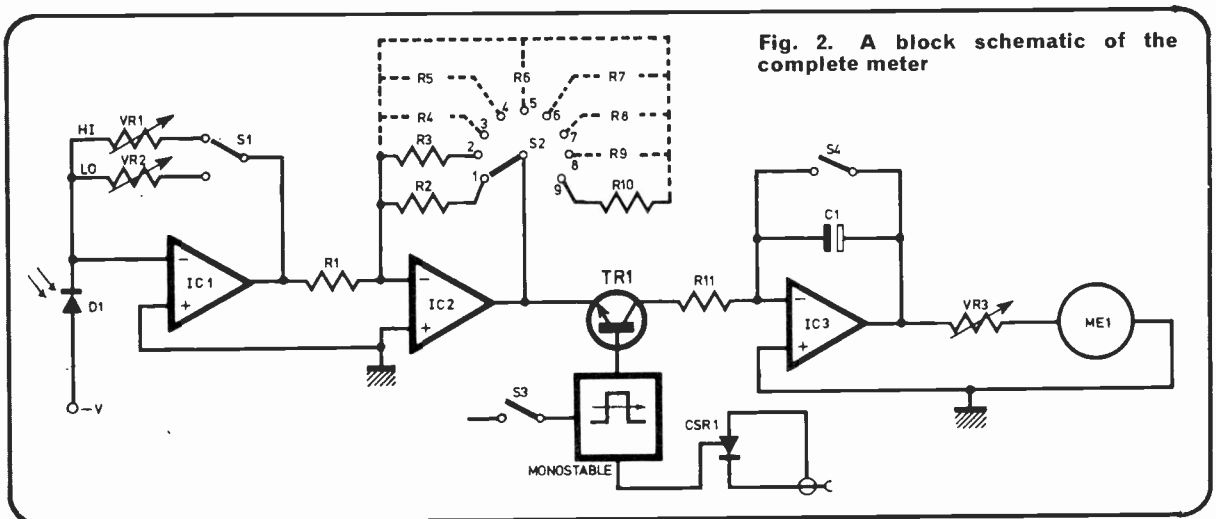 Fig. 2. A block schematic of the
complete meter
R5
R6
R7
R4
R8
R3
R9
R2
R10
1
2
3
4
5
6
7
8
9
S2
HI
VR1
S1
LO
VR2
S4
C1
D1
-V
−
IC1
+
R1
−
IC2
+
TR1
R11
−
IC3
+
VR3
ME1
S3
MONOSTABLE
CSR1